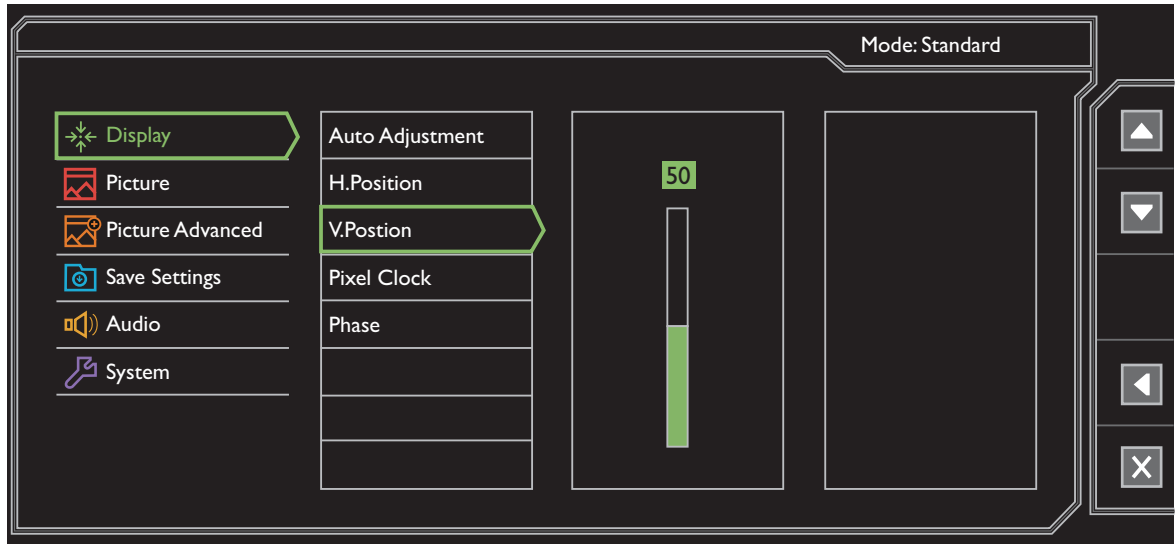 Mode: Standard
Display
Picture
Picture Advanced
Save Settings
Audio
System
Auto Adjustment
H.Position
V.Postion
Pixel Clock
Phase
50